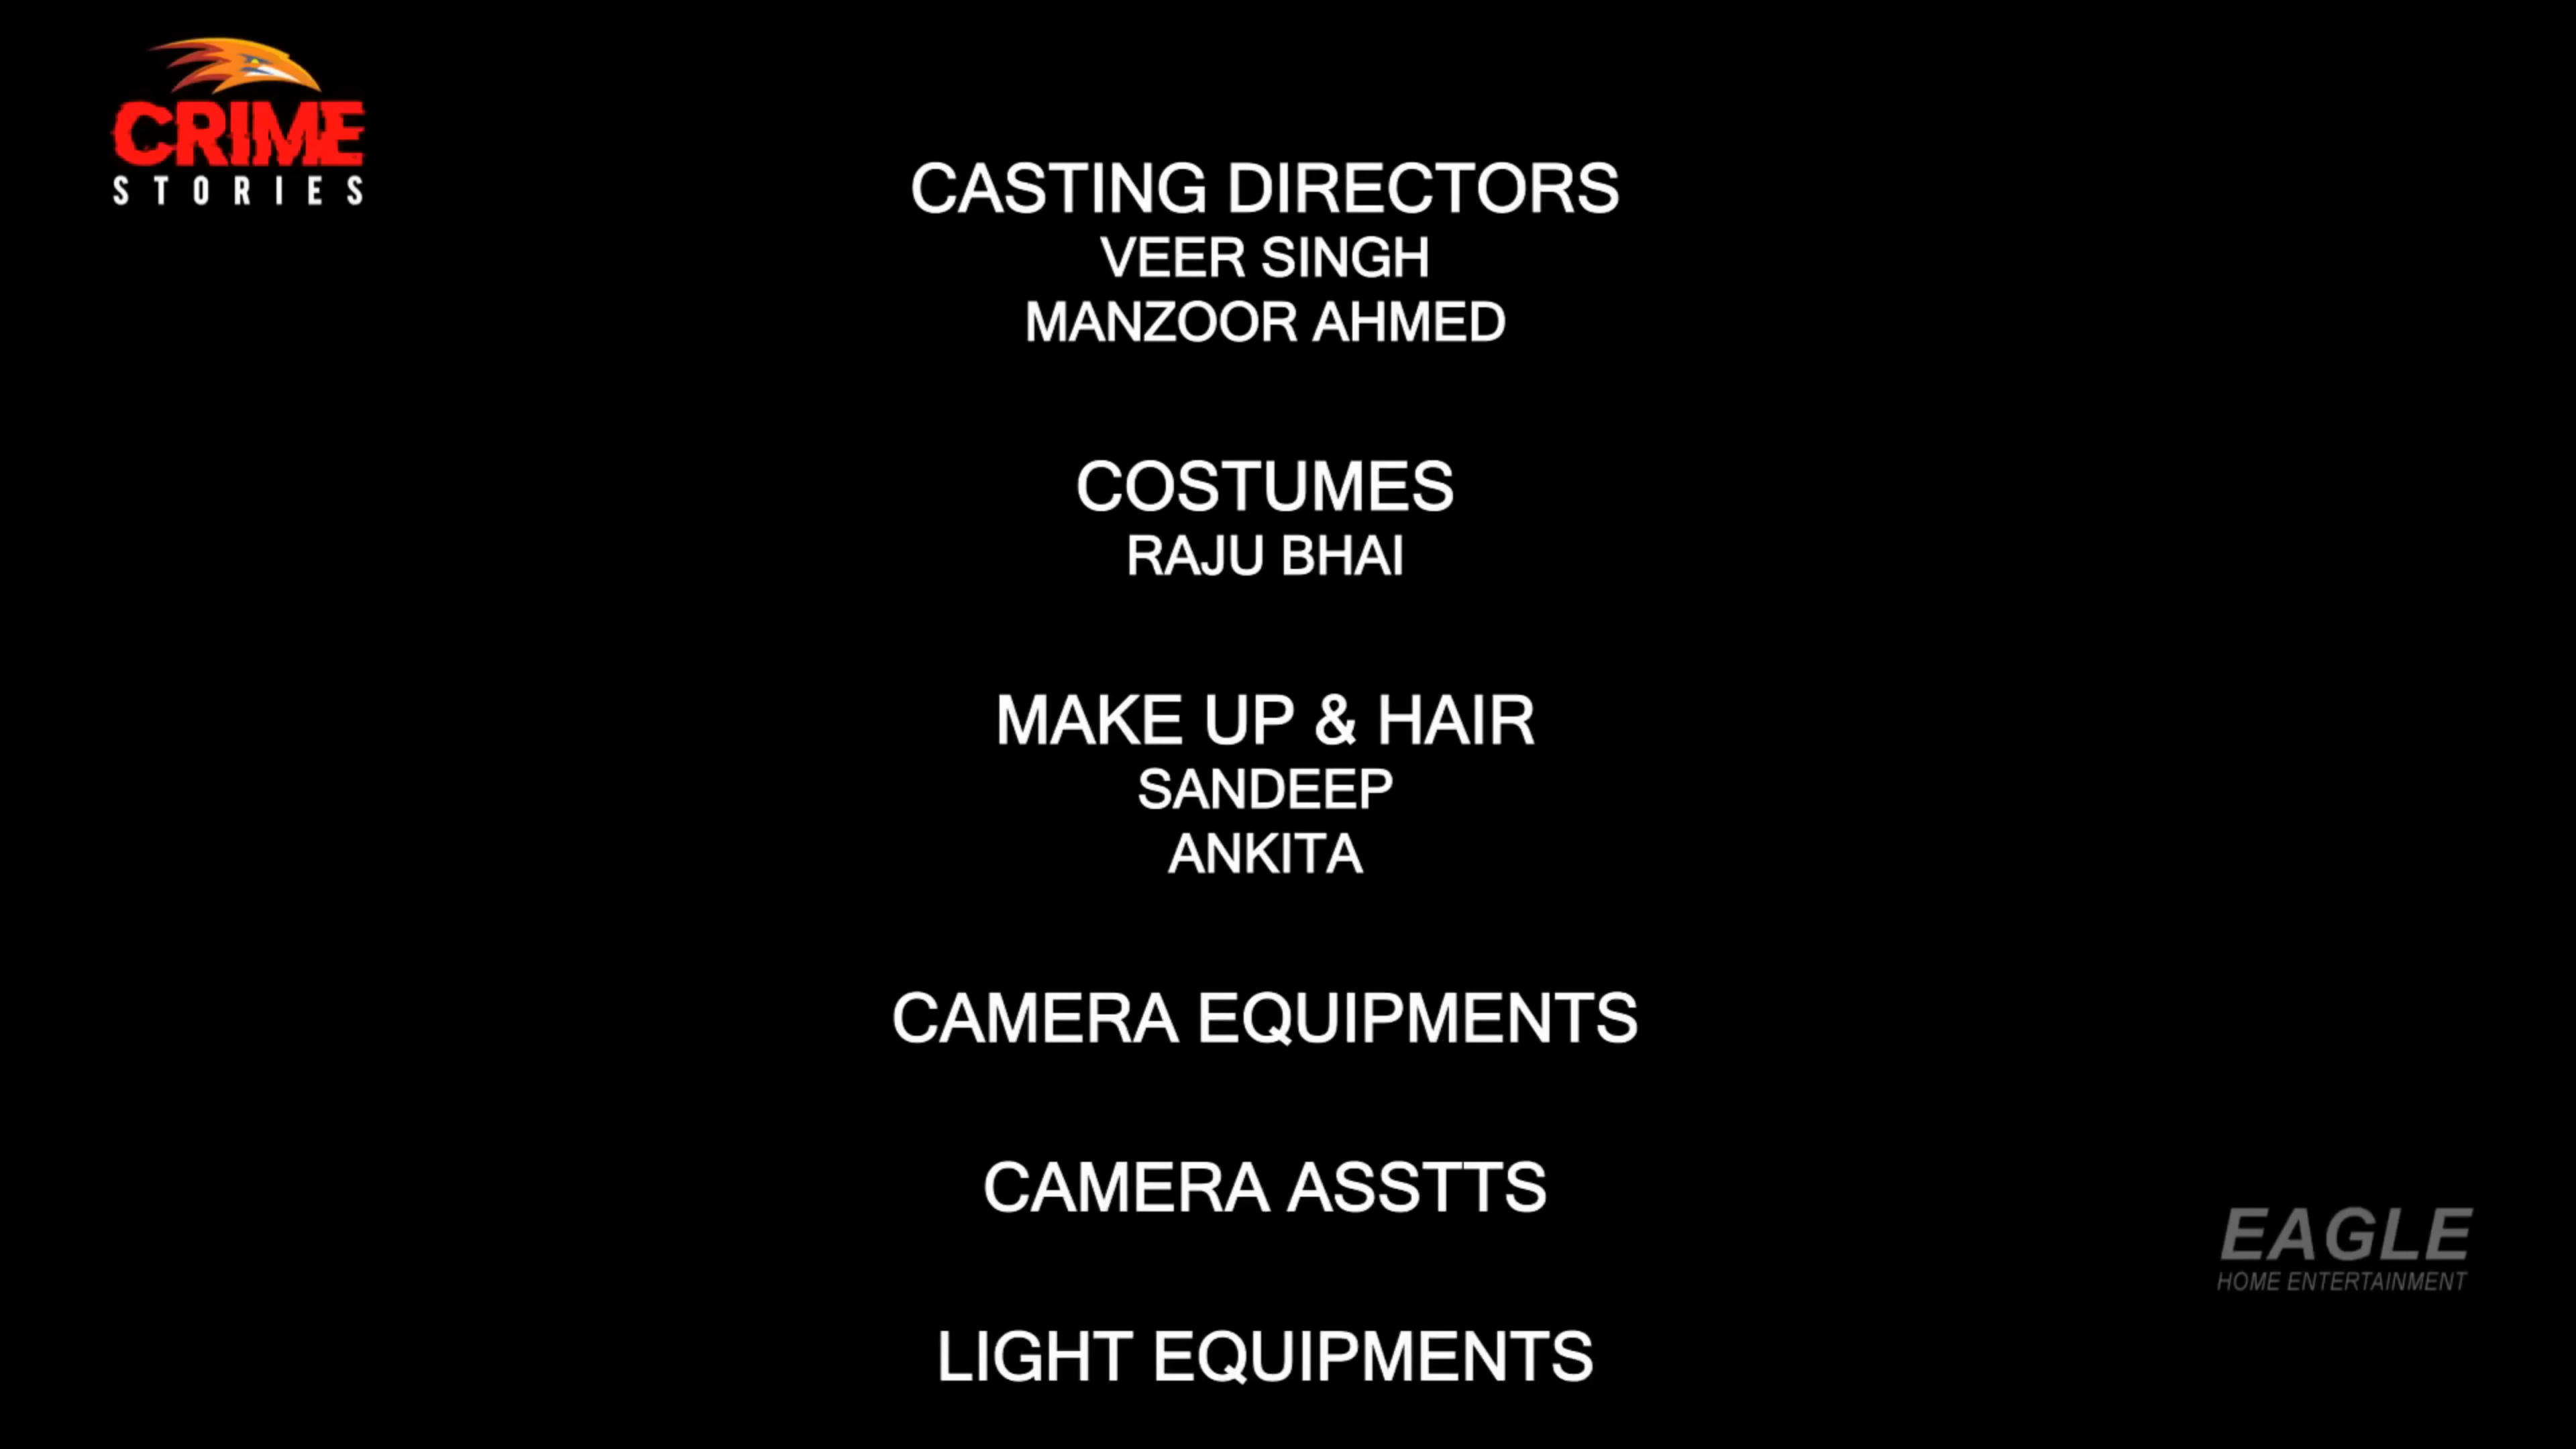 CRIME
STORIES
CASTING DIRECTORS
VEER SINGH
MANZOOR AHMED
COSTUMES
RAJU BHAI
MAKE UP & HAIR
SANDEEP
ANKITA
CAMERA EQUIPMENTS
CAMERA ASSTTS
LIGHT EQUIPMENTS
EAGLE
HOME ENTERTAINMENT